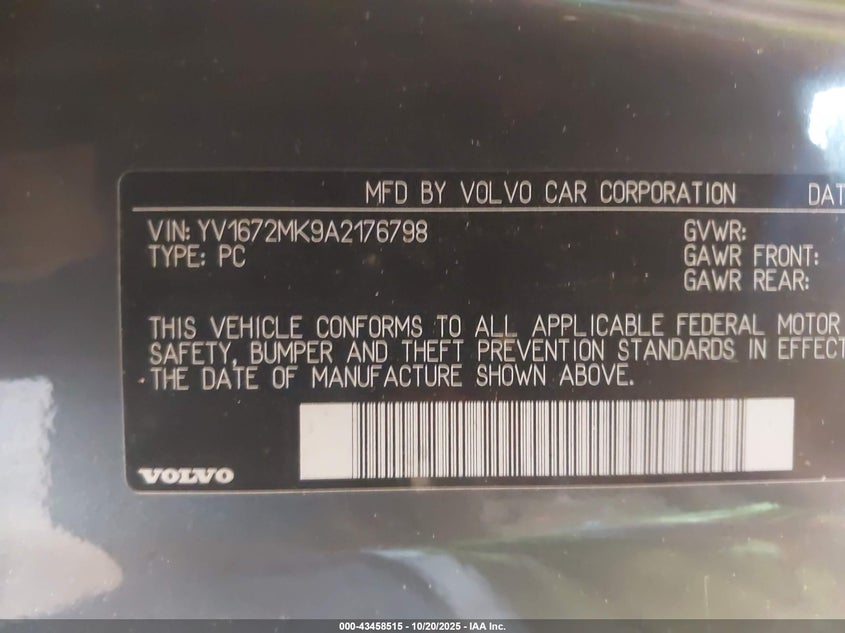 MFD BY VOLVO CAR CORPORATION DAT
VIN: YV1672MK9A2176798 GVWR:
TYPE: PC GAWR FRONT:
GAWR REAR:
THIS VEHICLE CONFORMS TO ALL APPLICABLE FEDERAL MOTOR
SAFETY, BUMPER AND THEFT PREVENTION STANDARDS IN EFFECT
THE DATE OF MANUFACTURE SHOWN ABOVE.
VOLVO
000-43458515 - 10/20/2025 - IAA Inc.